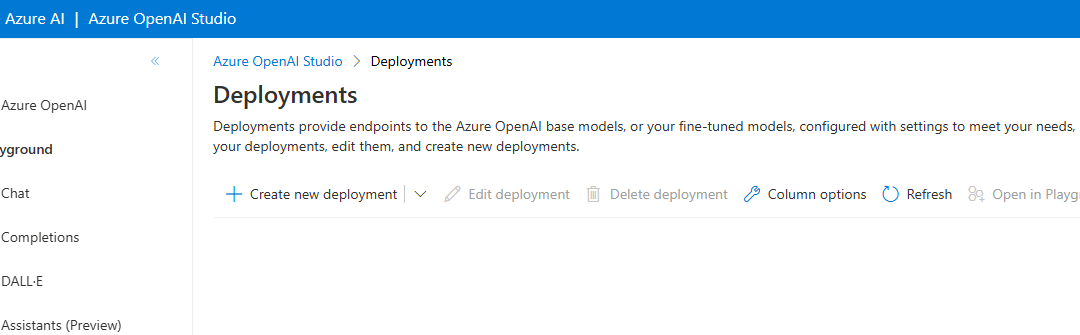 Azure AI | Azure OpenAI Studio
Azure OpenAI Studio > Deployments
Deployments
Deployments provide endpoints to the Azure OpenAI base models, or your fine-tuned models, configured with settings to meet your needs,
your deployments, edit them, and create new deployments.
Create new deployment Edit deployment Delete deployment Column options Refresh Open in Playg
Azure OpenAI
yground
Chat
Completions
DALL·E
Assistants (Preview)